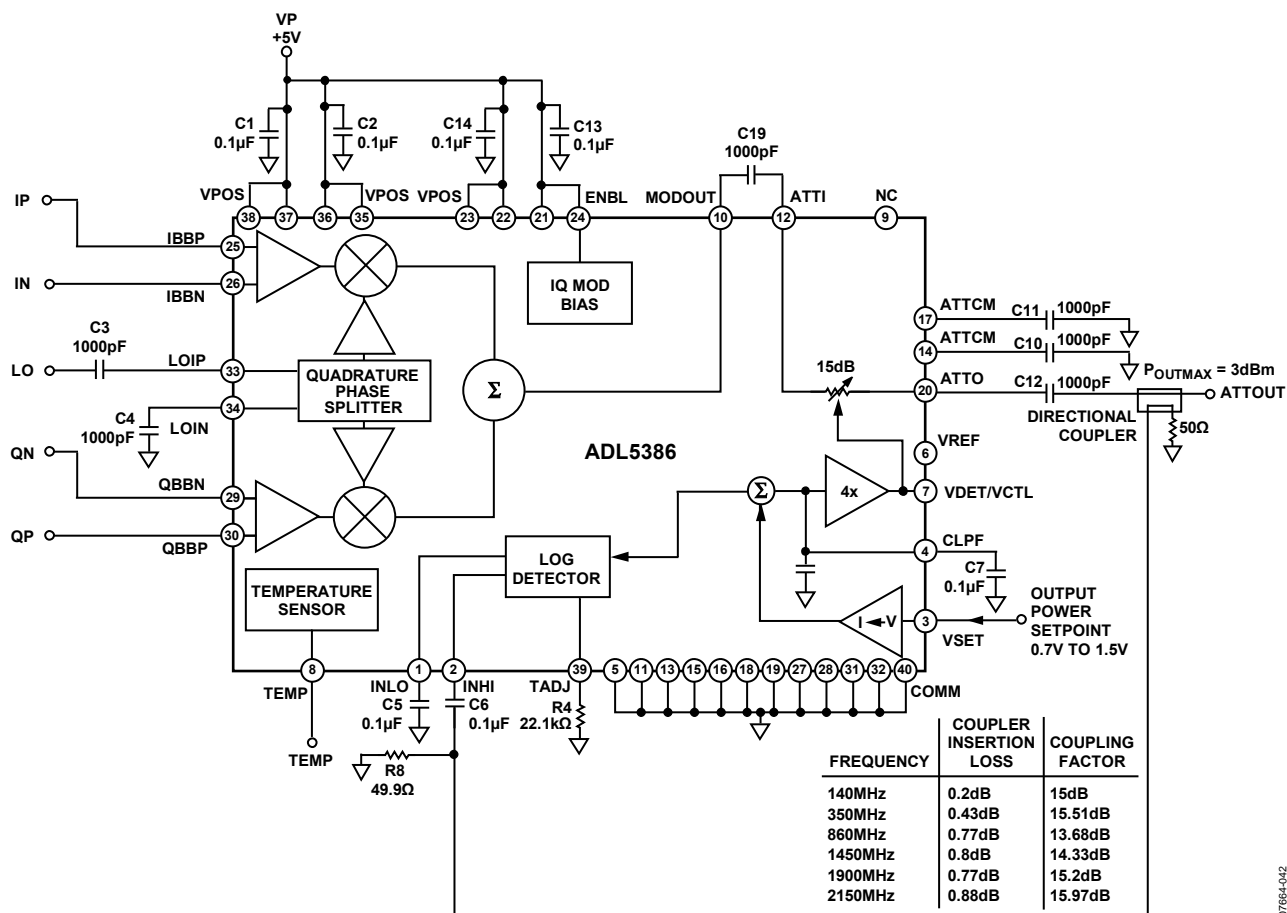 VP
+5V
C1
0.1µF
C2
0.1µF
C14
0.1µF
C13
0.1µF
C19
1000pF
VPOS
VPOS
VPOS
ENBL
MODOUT
ATTI
NC
38
37
36
35
23
22
21
24
10
12
9
IP
IBBP
25
IN
IBBN
26
IQ MOD
BIAS
C3
1000pF
LO
LOIP
33
QUADRATURE
PHASE
SPLITTER
34
LOIN
C4
1000pF
Σ
15dB
ATTCM
17
C11
1000pF
ATTCM
14
C10
1000pF
ATTO
20
C12
1000pF
POUTMAX = 3dBm
ATTOUT
DIRECTIONAL
COUPLER
50Ω
VREF
6
QN
QBBN
29
QP
QBBP
30
ADL5386
Σ
4x
7
VDET/VCTL
LOG
DETECTOR
CLPF
4
C7
0.1µF
TEMPERATURE
SENSOR
I
V
3
VSET
OUTPUT
POWER
SETPOINT
0.7V TO 1.5V
8
1
2
39
5
11
13
15
16
18
19
27
28
31
32
40
TEMP
INLO
INHI
TADJ
COMM
C5
0.1µF
C6
0.1µF
R4
22.1kΩ
TEMP
R8
49.9Ω
FREQUENCY COUPLER INSERTION LOSS COUPLING FACTOR
140MHz 0.2dB 15dB
350MHz 0.43dB 15.51dB
860MHz 0.77dB 13.68dB
1450MHz 0.8dB 14.33dB
1900MHz 0.77dB 15.2dB
2150MHz 0.88dB 15.97dB
07664-042